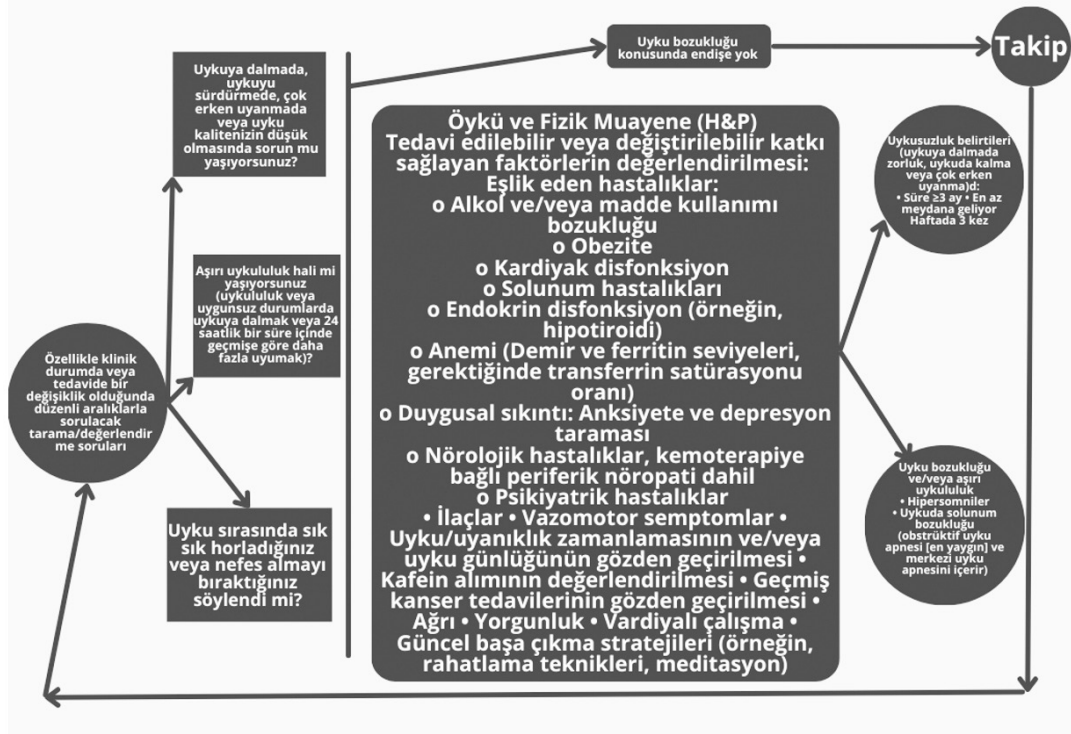 Özellikle klinik
durumda veya
tedavide bir
değişiklik olduğunda
düzenli aralıklarla
sorulacak
tarama/değerlendir
me soruları
Uykuya dalmada,
uykuyu
sürdürmede, çok
erken uyanmada
veya uyku
kalitenizin düşük
olmasında sorun mu
yaşıyorsunuz?
Aşırı uykululuk hali mi
yaşıyorsunuz
(uykululuk veya
uygunsuz durumlarda
uykuya dalmak veya 24
saatlik bir süre içinde
geçmişe göre daha
fazla uyumak)?
Uyku sırasında sık
sık horladığınız
veya nefes almayı
bıraktığınız
söylendi mi?
Uyku bozukluğu
konusunda endişe yok
Takip
Öykü ve Fizik Muayene (H&P)
Tedavi edilebilir veya değiştirilebilir katkı
sağlayan faktörlerin değerlendirilmesi:
Eşlik eden hastalıklar:
o Alkol ve/veya madde kullanımı
bozukluğu
o Obezite
o Kardiyak disfonksiyon
o Solunum hastalıkları
o Endokrin disfonksiyon (örneğin,
hipotiroidi)
o Anemi (Demir ve ferritin seviyeleri,
gerektiğinde transferrin satürasyonu
oranı)
o Duygusal sıkıntı: Anksiyete ve depresyon
taraması
o Nörolojik hastalıklar, kemoterapiye
bağlı periferik nöropati dahil
o Psikiyatrik hastalıklar
• İlaçlar • Vazomotor semptomlar •
Uyku/uyanıklık zamanlamasının ve/veya
uyku günlüğünün gözden geçirilmesi •
Kafein alımının değerlendirilmesi • Geçmiş
kanser tedavilerinin gözden geçirilmesi •
Ağrı • Yorgunluk • Vardiyalı çalışma •
Güncel başa çıkma stratejileri (örneğin,
rahatlama teknikleri, meditasyon)
Uykusuzluk belirtileri
(uykuya dalmada
zorluk, uykuda kalma
veya çok erken
uyanma)d:
• Süre ≥3 ay • En az
meydana geliyor
Haftada 3 kez
Uyku bozukluğu
ve/veya aşırı
uykululuk
• Hipersomniler
• Uykuda solunum
bozukluğu
(obstrüktif uyku
apnesi [en yaygın] ve
merkezi uyku
apnesini içerir)